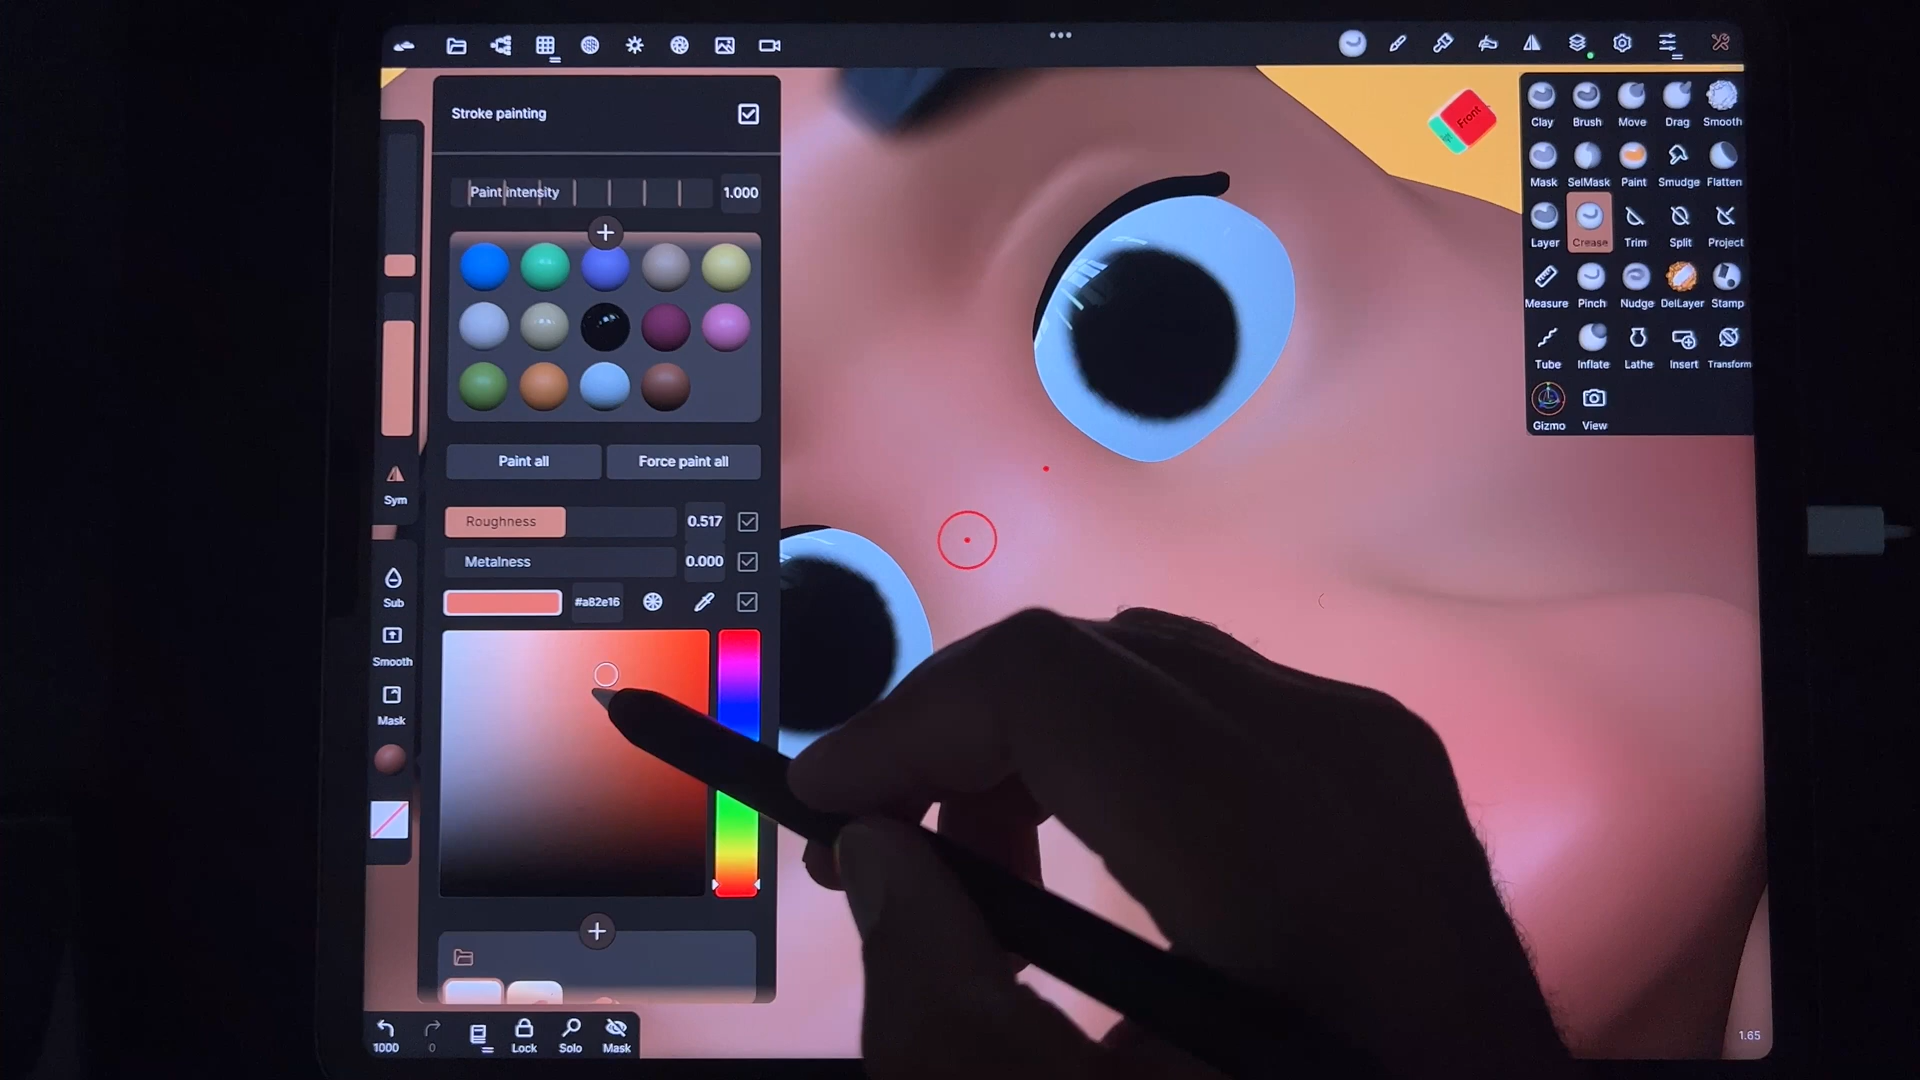 Stroke painting
Paint intensity 1.000
Paint all Force paint all
Roughness 0.517
Metalness 0.000
#a82e16
Sym
Sub
Smooth
Mask
1000 0 Lock Solo Mask
Front
Clay Brush Move Drag Smooth
Mask SelMask Paint Smudge Flatten
Layer Crease Trim Split Project
Measure Pinch Nudge DelLayer Stamp
Tube Inflate Lathe Insert Transform
Gizmo View
1.65